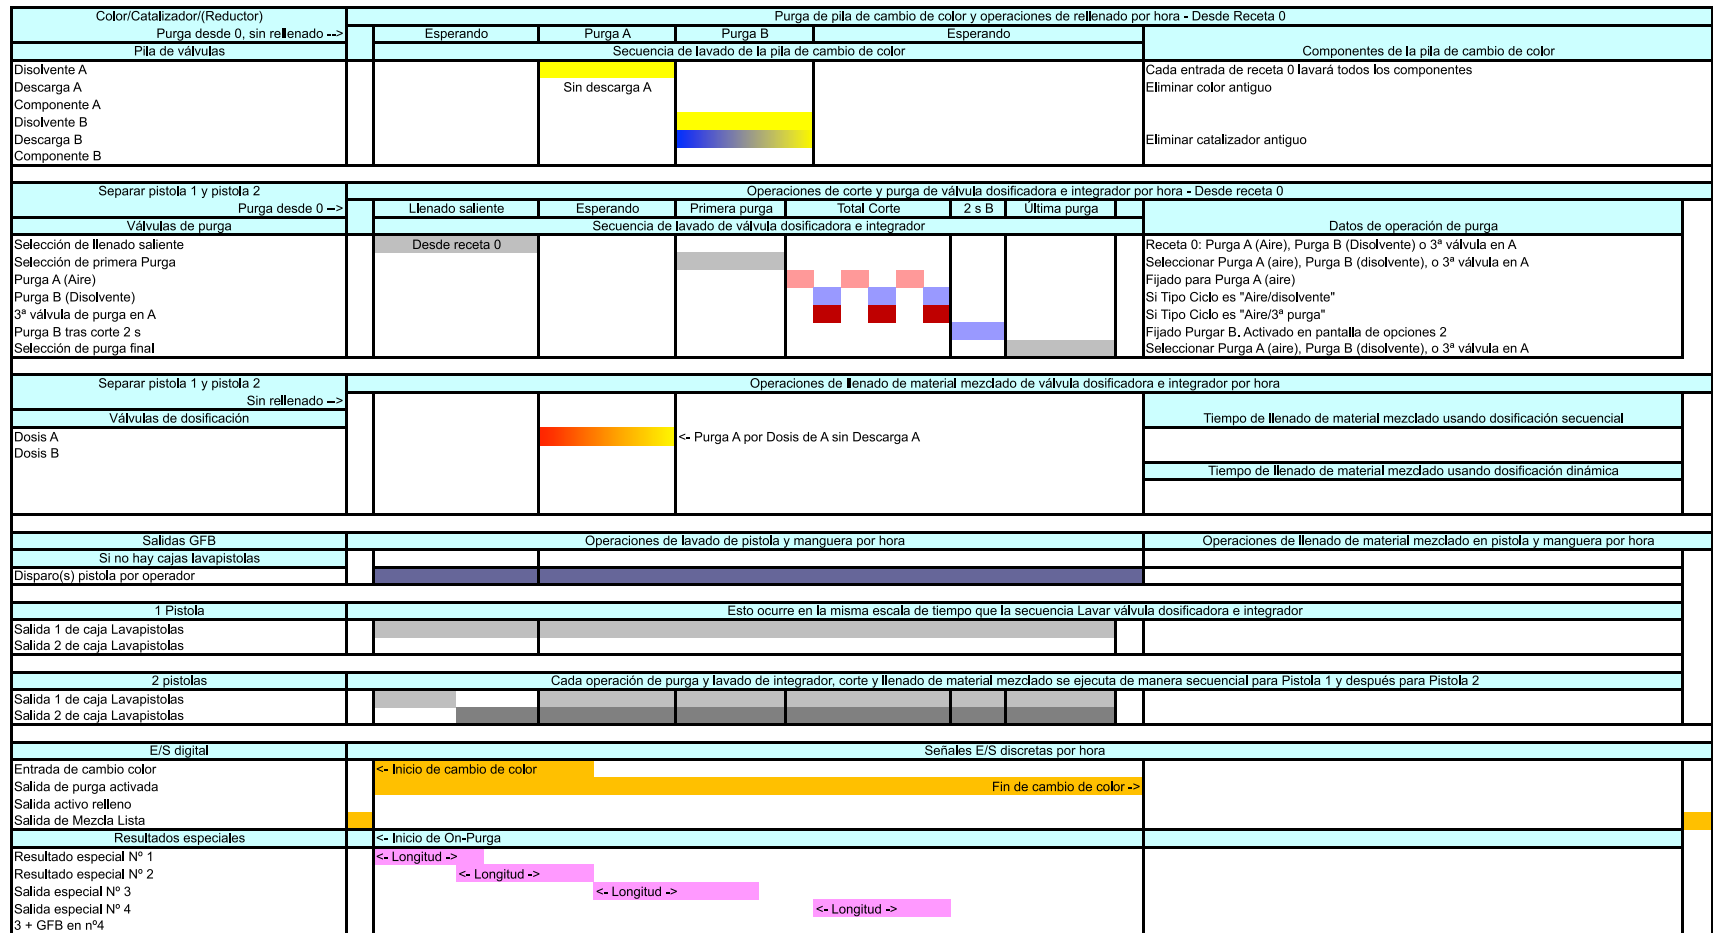 Color/Catalizador/(Reductor)
Purga de pila de cambio de color y operaciones de rellenado por hora - Desde Receta 0
Purga desde 0, sin rellenado -->
Esperando
Purga A
Purga B
Esperando
Pila de válvulas
Secuencia de lavado de la pila de cambio de color
Componentes de la pila de cambio de color
Disolvente A
Cada entrada de receta 0 lavará todos los componentes
Descarga A
Sin descarga A
Eliminar color antiguo
Componente A
Disolvente B
Descarga B
Eliminar catalizador antiguo
Componente B
Separar pistola 1 y pistola 2
Operaciones de corte y purga de válvula dosificadora e integrador por hora - Desde receta 0
Purga desde 0 -->
Llenado saliente
Esperando
Primera purga
Total Corte
2 s B
Última purga
Válvulas de purga
Secuencia de lavado de válvula dosificadora e integrador
Datos de operación de purga
Selección de llenado saliente
Desde receta 0
Receta 0: Purga A (Aire), Purga B (Disolvente) o 3ª válvula en A
Selección de primera Purga
Seleccionar Purga A (aire), Purga B (disolvente), o 3ª válvula en A
Purga A (Aire)
Fijado para Purga A (aire)
Purga B (Disolvente)
Si Tipo Ciclo es "Aire/disolvente"
3ª válvula de purga en A
Si Tipo Ciclo es "Aire/3ª purga"
Purga B tras corte 2 s
Fijado Purgar B. Activado en pantalla de opciones 2
Selección de purga final
Seleccionar Purga A (aire), Purga B (disolvente), o 3ª válvula en A
Separar pistola 1 y pistola 2
Operaciones de llenado de material mezclado de válvula dosificadora e integrador por hora
Sin rellenado -->
Válvulas de dosificación
Tiempo de llenado de material mezclado usando dosificación secuencial
Dosis A
<- Purga A por Dosis de A sin Descarga A
Dosis B
Tiempo de llenado de material mezclado usando dosificación dinámica
Salidas GFB
Operaciones de lavado de pistola y manguera por hora
Operaciones de llenado de material mezclado en pistola y manguera por hora
Si no hay cajas lavapistolas
Disparo(s) pistola por operador
1 Pistola
Esto ocurre en la misma escala de tiempo que la secuencia Lavar válvula dosificadora e integrador
Salida 1 de caja Lavapistolas
Salida 2 de caja Lavapistolas
2 pistolas
Cada operación de purga y lavado de integrador, corte y llenado de material mezclado se ejecuta de manera secuencial para Pistola 1 y después para Pistola 2
Salida 1 de caja Lavapistolas
Salida 2 de caja Lavapistolas
E/S digital
Señales E/S discretas por hora
Entrada de cambio color
<- Inicio de cambio de color
Salida de purga activada
Fin de cambio de color ->
Salida activo relleno
Salida de Mezcla Lista
Resultados especiales
<- Inicio de On-Purga
Resultado especial Nº 1
<- Longitud ->
Resultado especial Nº 2
<- Longitud ->
Salida especial Nº 3
<- Longitud ->
Salida especial Nº 4
<- Longitud ->
3 + GFB en nº4